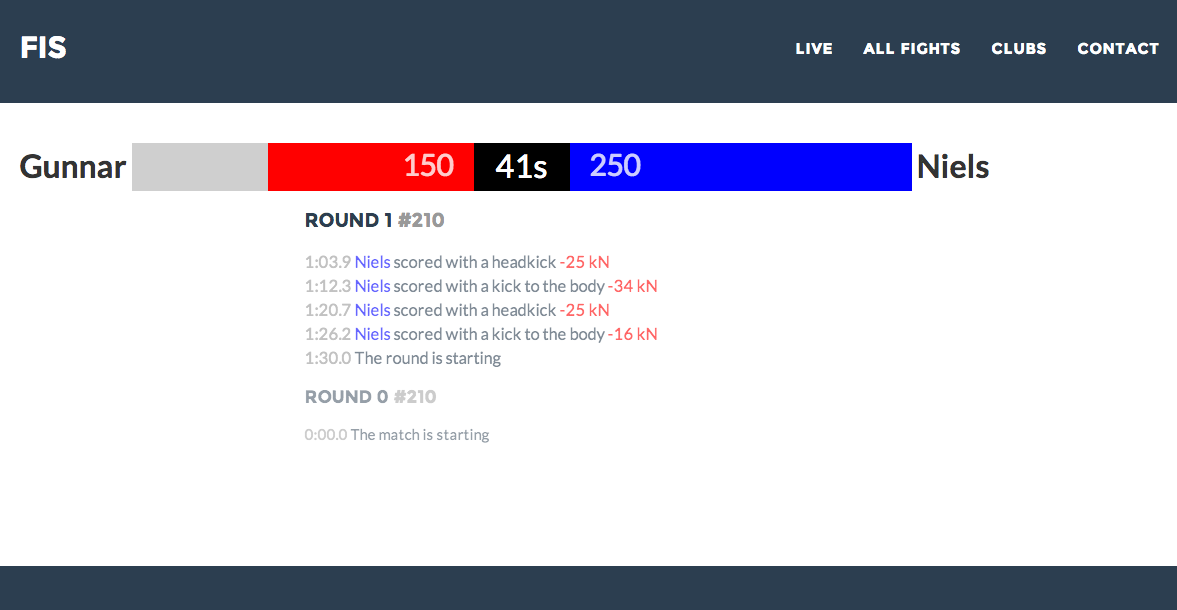 FIS LIVE ALL FIGHTS CLUBS CONTACT
Gunnar 150 41s 250 Niels
ROUND 1 #210
1:03.9 Niels scored with a headkick -25 kN
1:12.3 Niels scored with a kick to the body -34 kN
1:20.7 Niels scored with a headkick -25 kN
1:26.2 Niels scored with a kick to the body -16 kN
1:30.0 The round is starting
ROUND 0 #210
0:00.0 The match is starting